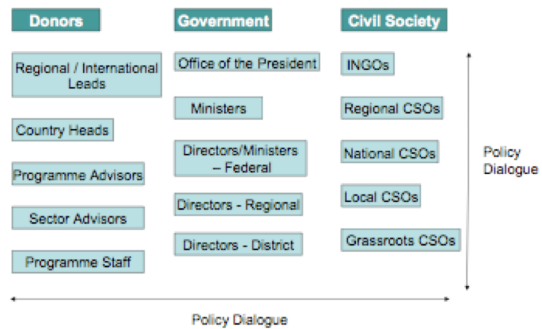 Donors
Government
Civil Society
Regional / International
Leads
Country Heads
Programme Advisors
Sector Advisors
Programme Staff
Office of the President
Ministers
Directors/Ministers
– Federal
Directors - Regional
Directors - District
INGOs
Regional CSOs
National CSOs
Local CSOs
Grassroots CSOs
Policy
Dialogue
Policy Dialogue